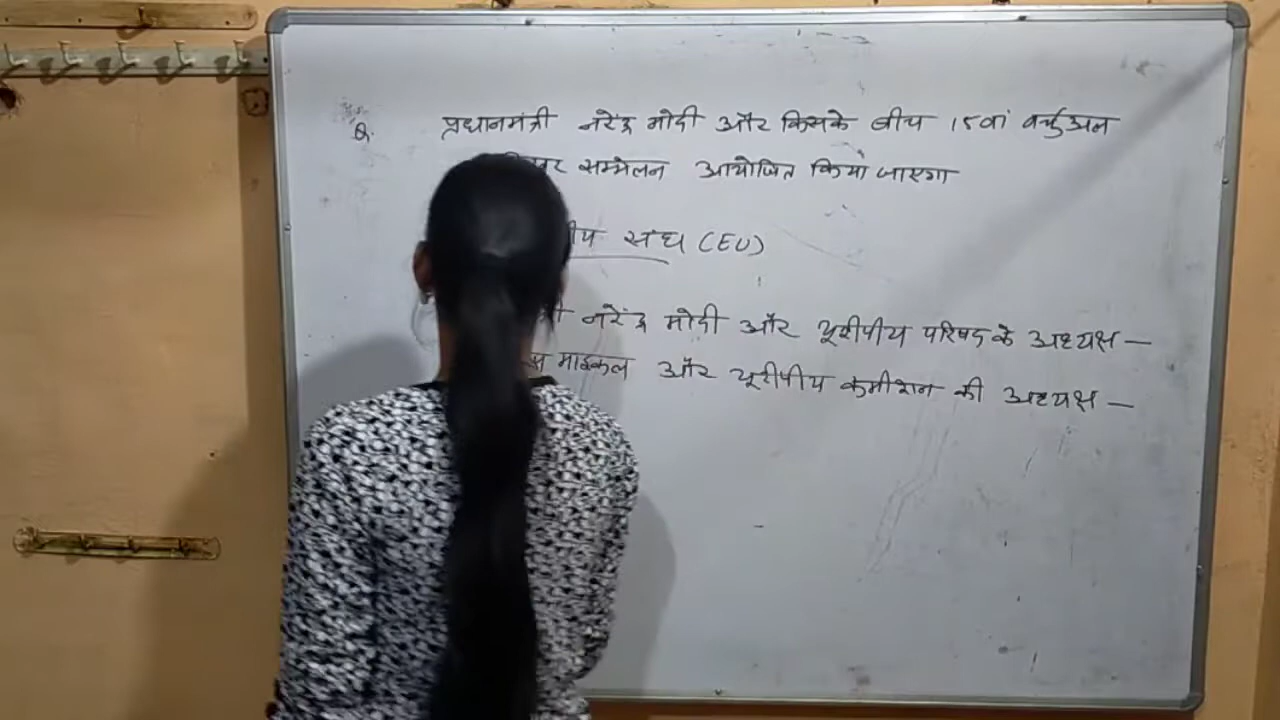 Q. प्रधानमंत्री नरेंद्र मोदी और किसके बीच 15वां वर्चुअल
सम्मेलन आयोजित किया जाएगा
संघ (EU)
नरेंद्र मोदी और यूरोपीय परिषद के अध्यक्ष —
माइकल और यूरोपीय कमीशन की अध्यक्ष —